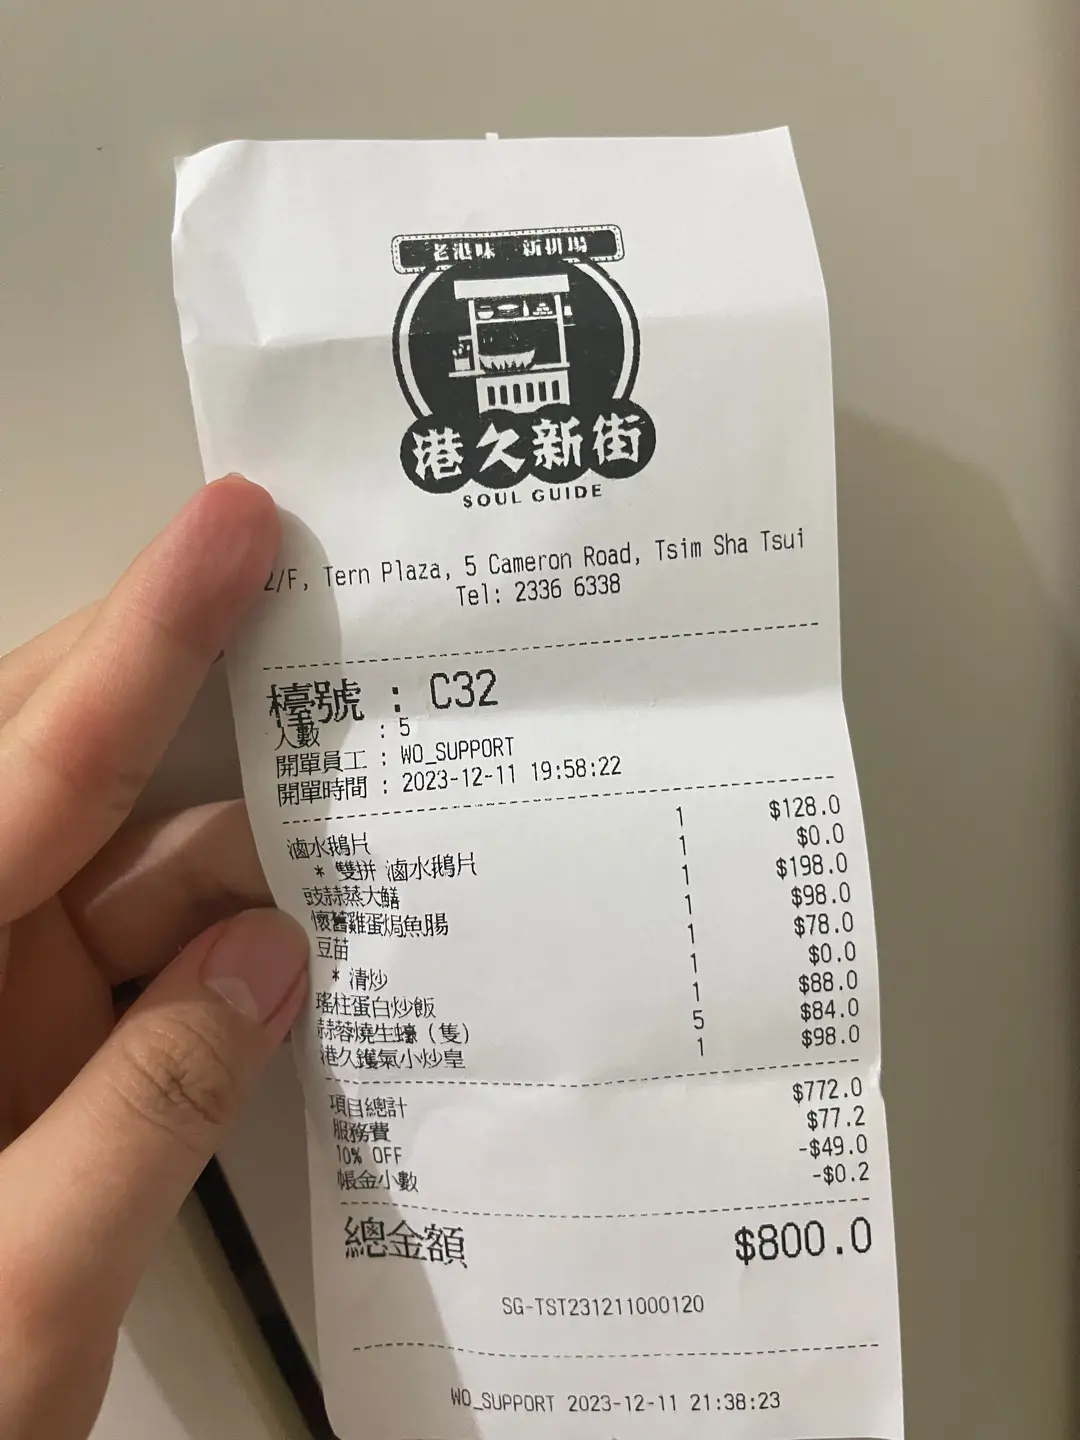 老港味 新拼場
港久新街
SOUL GUIDE
2/F, Tern Plaza, 5 Cameron Road, Tsim Sha Tsui
Tel: 2336 6338
檯號 : C32
人數 : 5
開單員工 : WO_SUPPORT
開單時間 : 2023-12-11 19:58:22
滷水鵝片 1 $128.0
* 雙拼 滷水鵝片 1 $0.0
豉蒜蒸大鱔 1 $198.0
懷舊雞蛋焗魚腸 1 $98.0
豆苗 1 $78.0
* 清炒 1 $0.0
瑤柱蛋白炒飯 1 $88.0
蒜蓉燒生蠔（隻） 5 $84.0
港久鑊氣小炒皇 1 $98.0
項目總計 $772.0
服務費 $77.2
10% OFF -$49.0
賬金小數 -$0.2
總金額 $800.0
SG-TST231211000120
WO_SUPPORT 2023-12-11 21:38:23